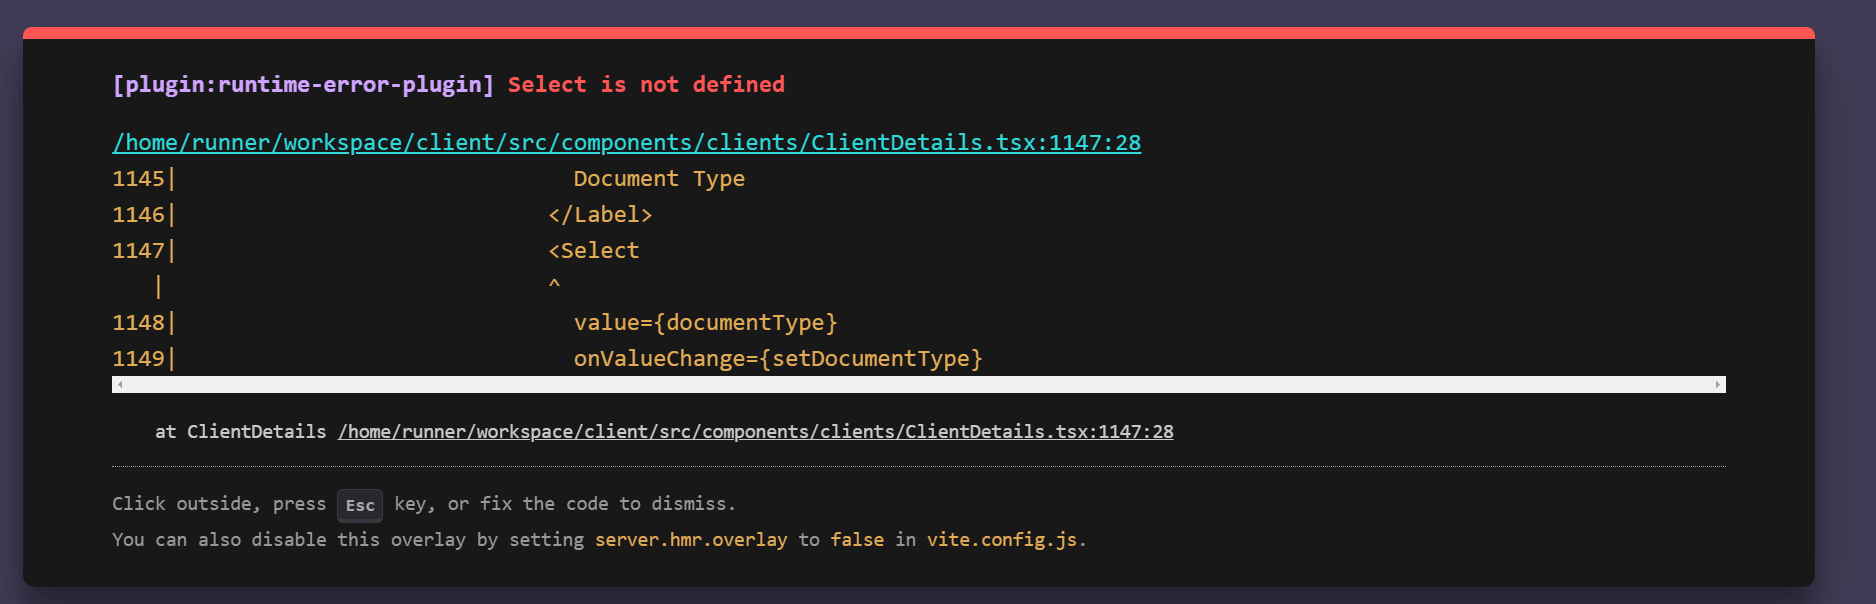 [plugin:runtime-error-plugin] Select is not defined
/home/runner/workspace/client/src/components/clients/ClientDetails.tsx:1147:28
1145|                              Document Type
1146|                            </Label>
1147|                            <Select
    |                            ^
1148|                              value={documentType}
1149|                              onValueChange={setDocumentType}
at ClientDetails /home/runner/workspace/client/src/components/clients/ClientDetails.tsx:1147:28
Click outside, press Esc key, or fix the code to dismiss.
You can also disable this overlay by setting server.hmr.overlay to false in vite.config.js.